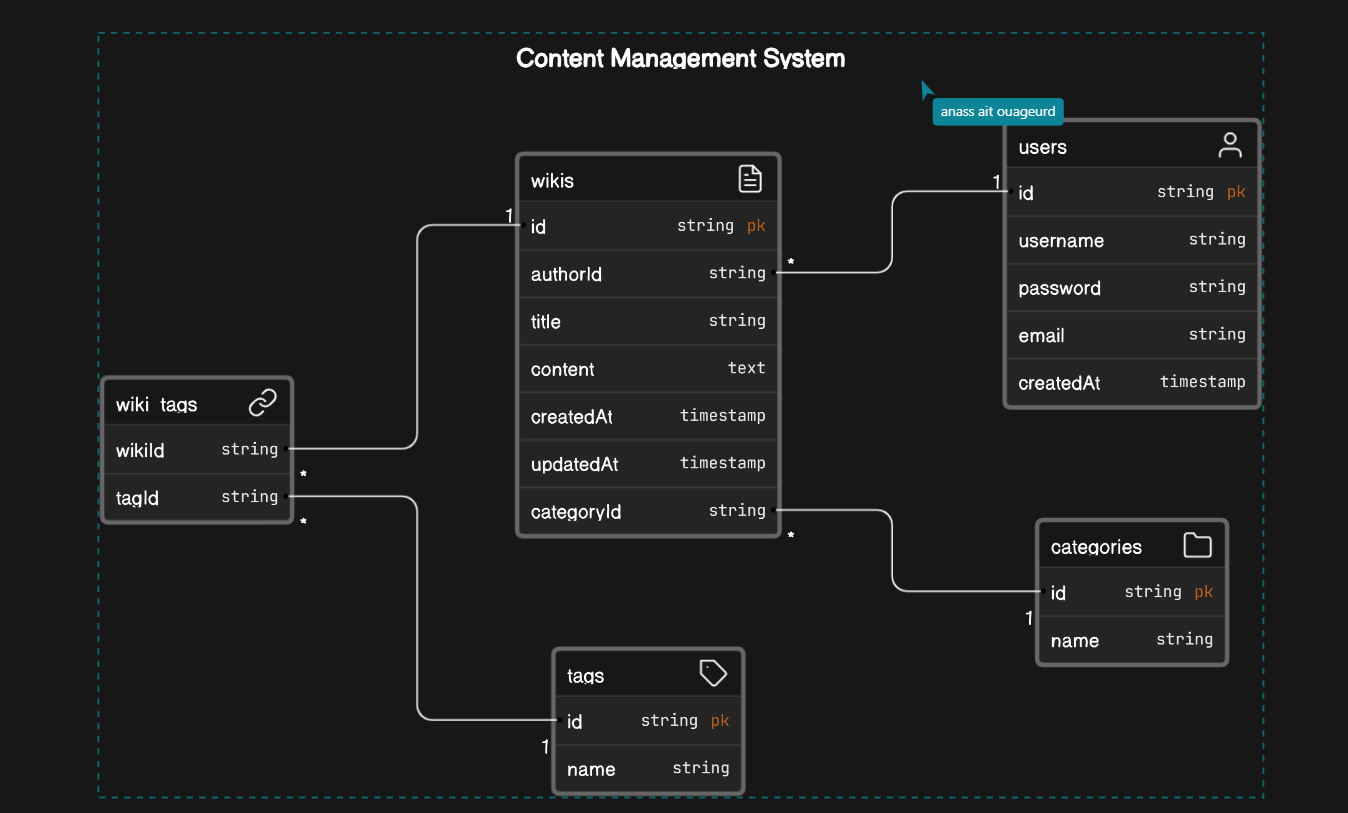 Content Management System
anass ait ouageurd
users
1
id string pk
username string
password string
email string
createdAt timestamp
wikis
1
id string pk
authorId string
*
title string
content text
createdAt timestamp
updatedAt timestamp
categoryId string
*
wiki_tags
wikiId string
*
tagId string
*
categories
id string pk
1
name string
tags
id string pk
1
name string